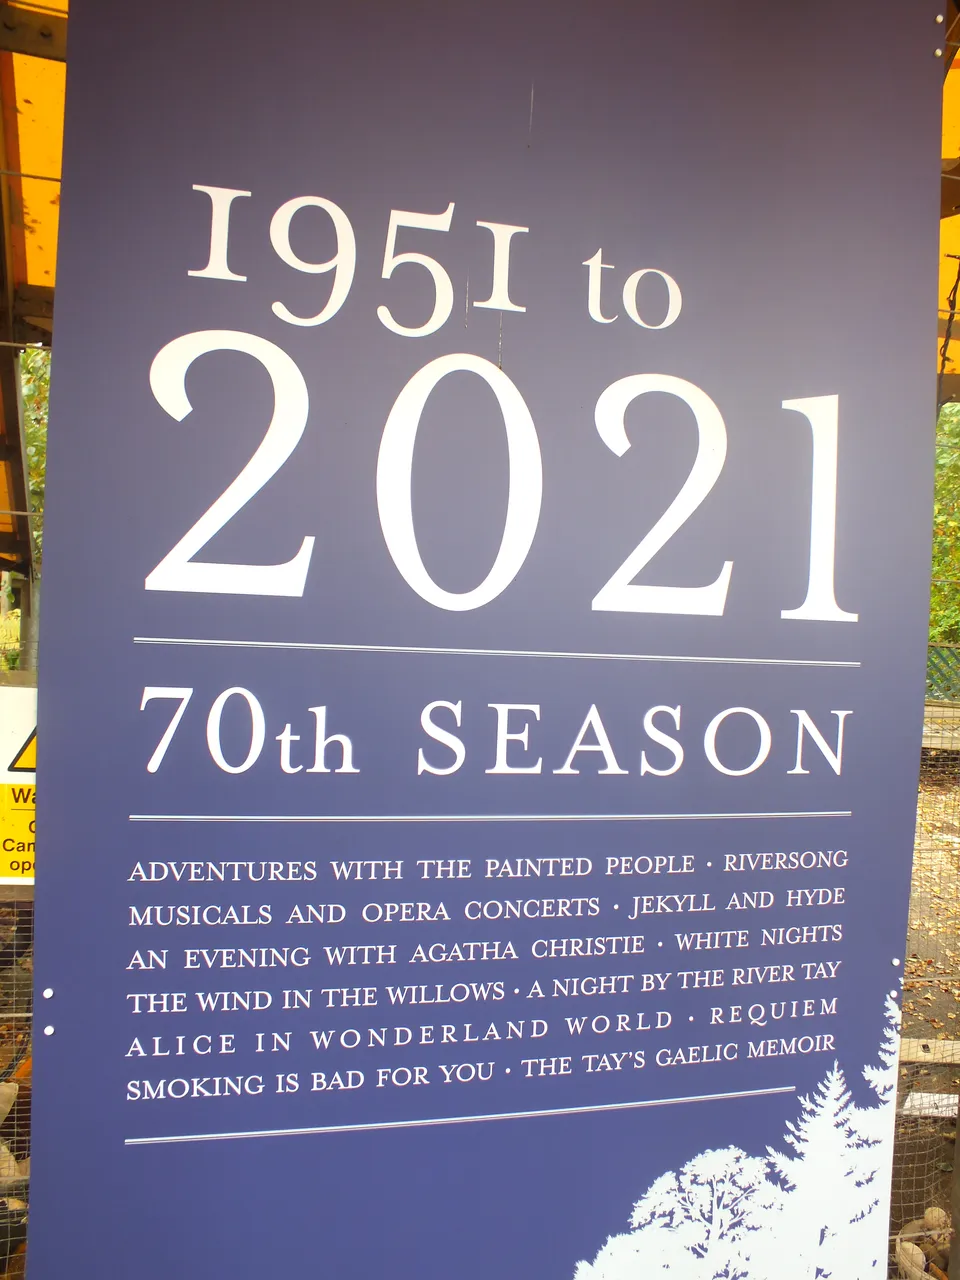 1951 to
2021
70th SEASON
ADVENTURES WITH THE PAINTED PEOPLE • RIVERSONG
MUSICALS AND OPERA CONCERTS • JEKYLL AND HYDE
AN EVENING WITH AGATHA CHRISTIE • WHITE NIGHTS
THE WIND IN THE WILLOWS • A NIGHT BY THE RIVER TAY
ALICE IN WONDERLAND WORLD • REQUIEM
SMOKING IS BAD FOR YOU • THE TAY'S GAELIC MEMOIR